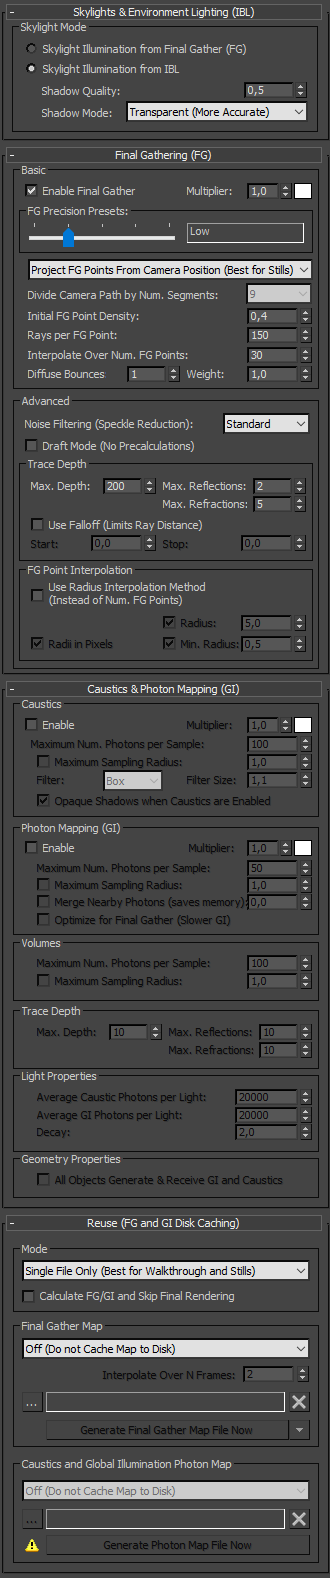 - Skylights & Environment Lighting (IBL)
Skylight Mode
Skylight Illumination from Final Gather (FG)
Skylight Illumination from IBL
Shadow Quality: 0,5
Shadow Mode: Transparent (More Accurate)
- Final Gathering (FG)
Basic
Enable Final Gather Multiplier: 1,0
FG Precision Presets:
Low
Project FG Points From Camera Position (Best for Stills)
Divide Camera Path by Num. Segments: 9
Initial FG Point Density: 0,4
Rays per FG Point: 150
Interpolate Over Num. FG Points: 30
Diffuse Bounces 1 Weight: 1,0
Advanced
Noise Filtering (Speckle Reduction): Standard
Draft Mode (No Precalculations)
Trace Depth
Max. Depth: 200 Max. Reflections: 2
Max. Refractions: 5
Use Falloff (Limits Ray Distance)
Start: 0,0 Stop: 0,0
FG Point Interpolation
Use Radius Interpolation Method
(Instead of Num. FG Points)
Radius: 5,0
Radii in Pixels Min. Radius: 0,5
- Caustics & Photon Mapping (GI)
Caustics
Enable Multiplier: 1,0
Maximum Num. Photons per Sample: 100
Maximum Sampling Radius: 1,0
Filter: Box Filter Size: 1,1
Opaque Shadows when Caustics are Enabled
Photon Mapping (GI)
Enable Multiplier: 1,0
Maximum Num. Photons per Sample: 50
Maximum Sampling Radius: 1,0
Merge Nearby Photons (saves memory): 0,0
Optimize for Final Gather (Slower GI)
Volumes
Maximum Num. Photons per Sample: 100
Maximum Sampling Radius: 1,0
Trace Depth
Max. Depth: 10 Max. Reflections: 10
Max. Refractions: 10
Light Properties
Average Caustic Photons per Light: 20000
Average GI Photons per Light: 20000
Decay: 2,0
Geometry Properties
All Objects Generate & Receive GI and Caustics
- Reuse (FG and GI Disk Caching)
Mode
Single File Only (Best for Walkthrough and Stills)
Calculate FG/GI and Skip Final Rendering
Final Gather Map
Off (Do not Cache Map to Disk)
Interpolate Over N Frames: 2
...
Generate Final Gather Map File Now
Caustics and Global Illumination Photon Map
Off (Do not Cache Map to Disk)
...
Generate Photon Map File Now